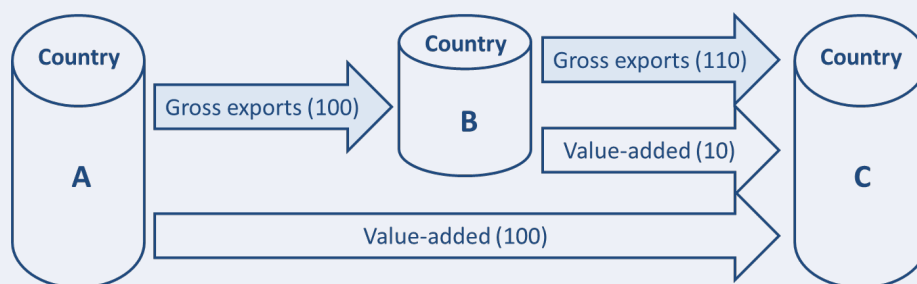 Country
A
Gross exports (100)
Country
B
Gross exports (110)
Value-added (10)
Value-added (100)
Country
C